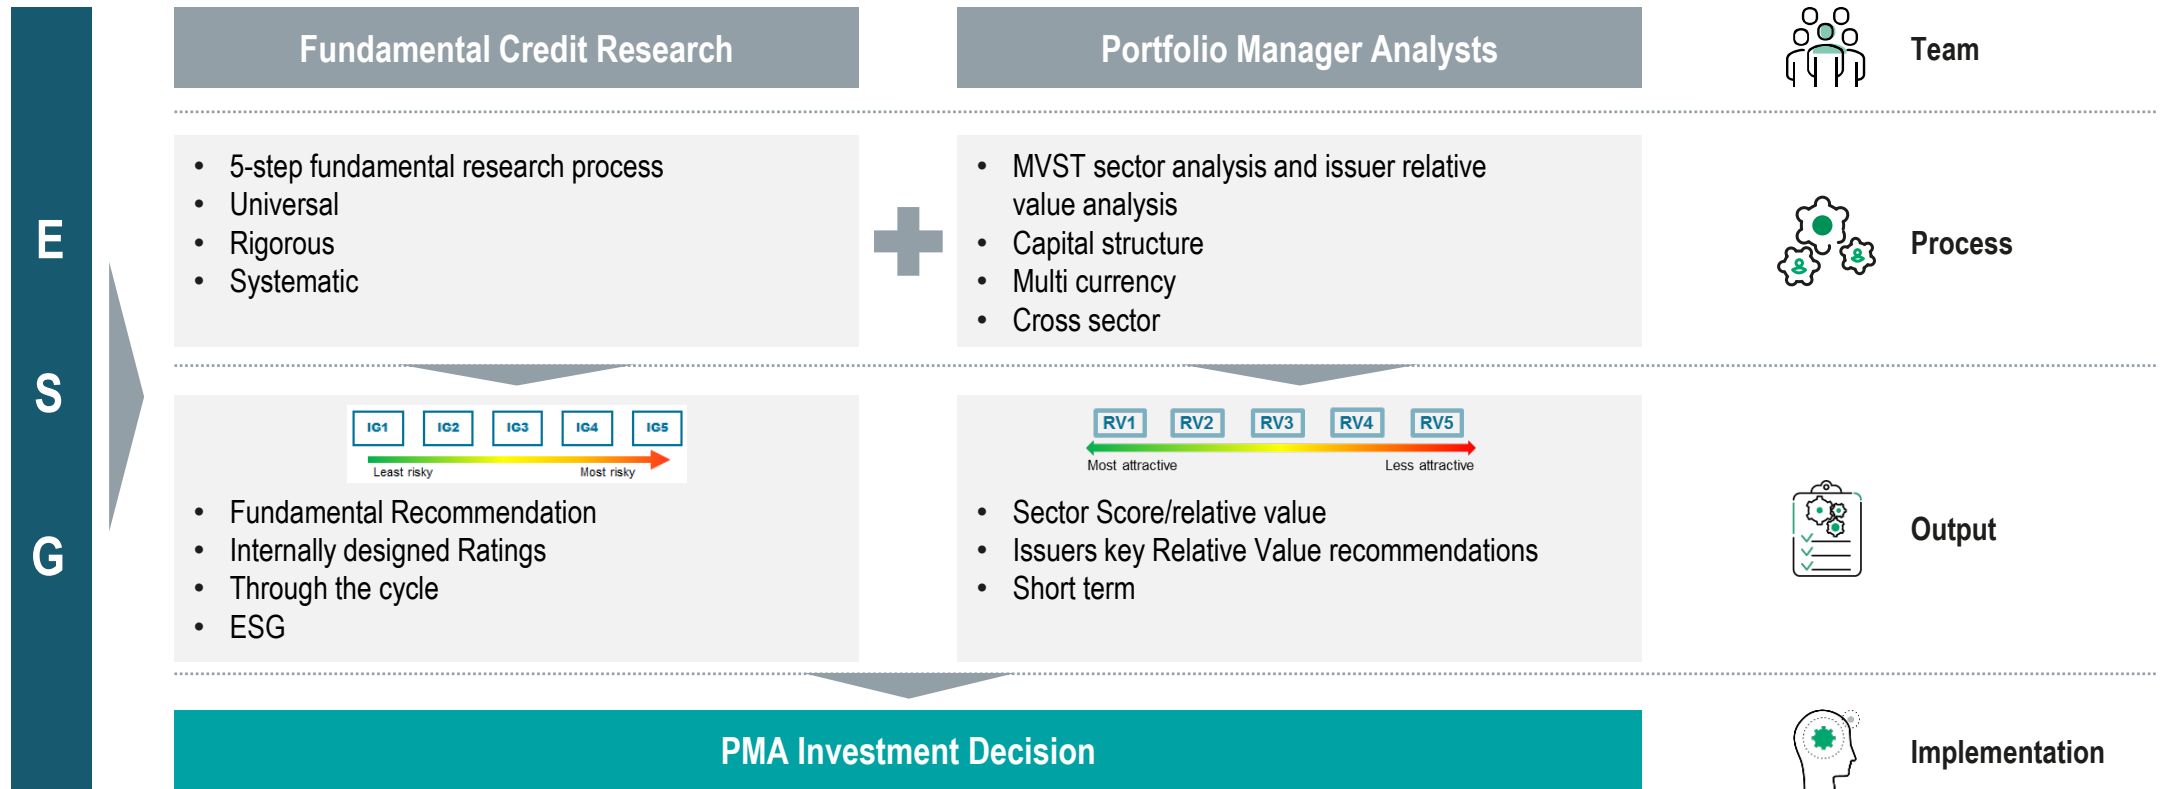 E
S
G
Fundamental Credit Research
Portfolio Manager Analysts
Team
• 5-step fundamental research process
• Universal
• Rigorous
• Systematic
• MVST sector analysis and issuer relative
value analysis
• Capital structure
• Multi currency
• Cross sector
Process
IG1 IG2 IG3 IG4 IG5
Least risky Most risky
• Fundamental Recommendation
• Internally designed Ratings
• Through the cycle
• ESG
RV1 RV2 RV3 RV4 RV5
Most attractive Less attractive
• Sector Score/relative value
• Issuers key Relative Value recommendations
• Short term
Output
PMA Investment Decision
Implementation